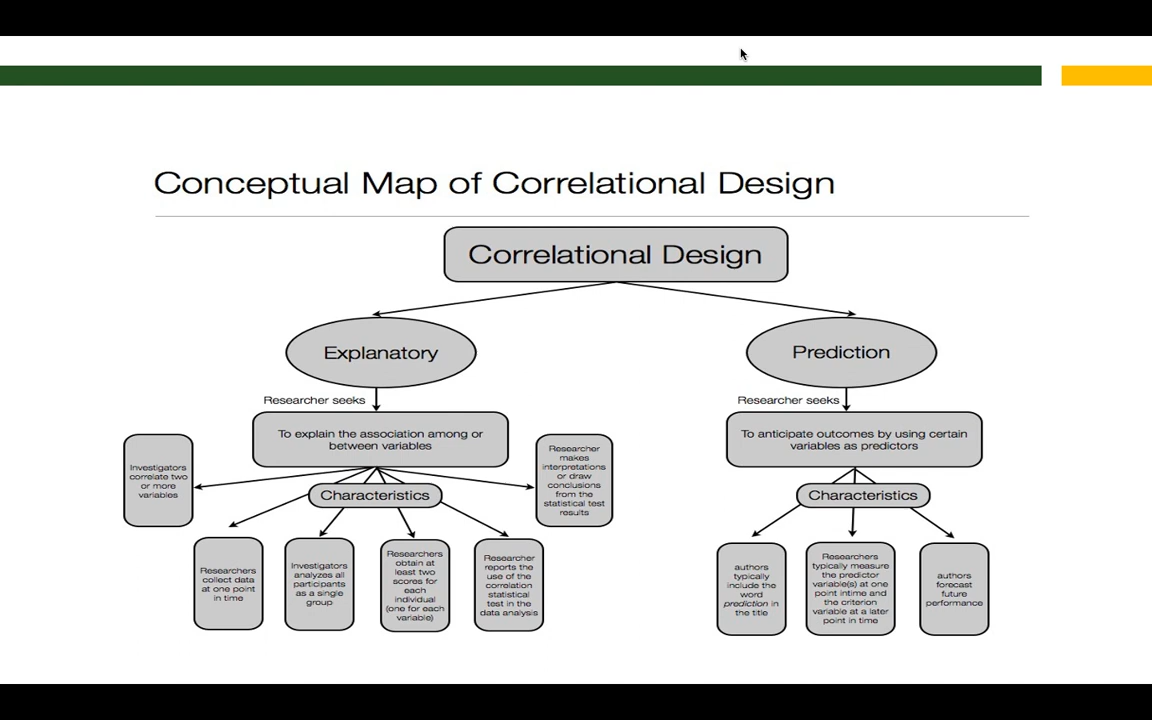 Conceptual Map of Correlational Design
Correlational Design
Explanatory
Prediction
Researcher seeks
Researcher seeks
To explain the association among or
between variables
To anticipate outcomes by using certain
variables as predictors
Investigators
correlate two
or more
variables
Researcher
makes
interpretations
or draw
conclusions
from the
statistical test
results
Characteristics
Characteristics
Researchers
collect data
at one point
in time
Investigators
analyzes all
participants
as a single
group
Researchers
obtain at
least two
scores for
each
individual
(one for each
variable)
Researcher
reports the
use of the
correlation
statistical
test in the
data analysis
authors
typically
include the
word
prediction in
the title
Researchers
typically measure
the predictor
variable(s) at one
point intime and
the criterion
variable at a later
point in time
authors
forecast
future
performance